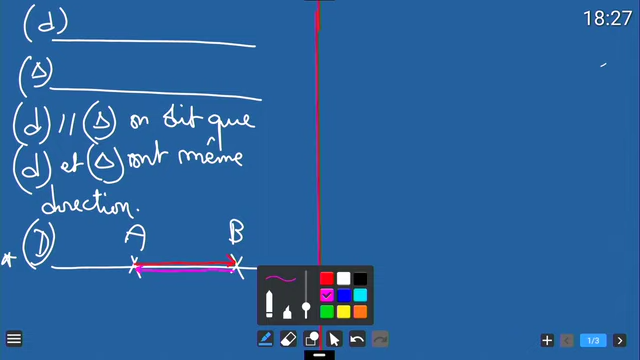 18:27
(d)
(Δ)
(d) // (Δ) on dit que
(d) et (Δ) ont même
direction.
A B
* (D)
1/3